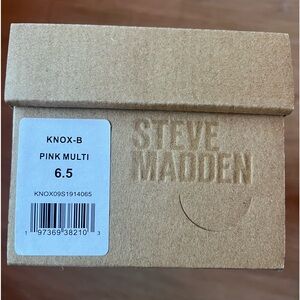 KNOX-B
PINK MULTI
6.5
KNOX09S1914065
1 97369 38210 3
STEVE
MADDEN